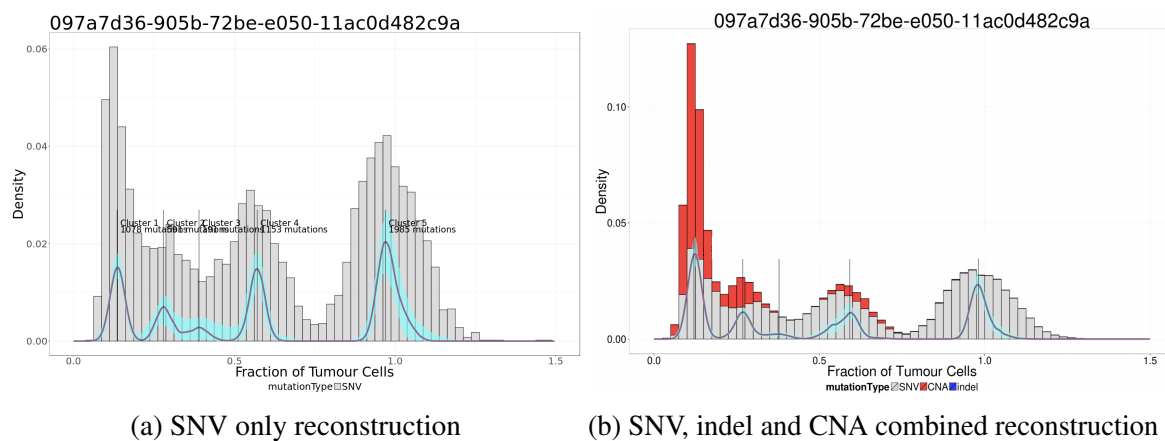 097a7d36-905b-72be-e050-11ac0d482c9a
0.06
0.04
0.02
0.00
Density
Cluster 1
1078 mutations
Cluster 2
mutations
Cluster 3
mutations
Cluster 4
1153 mutations
Cluster 5
1985 mutations
0.0
0.5
1.0
1.5
Fraction of Tumour Cells
mutationType SNV
(a) SNV only reconstruction
097a7d36-905b-72be-e050-11ac0d482c9a
0.10
0.05
0.00
Density
0.0
0.5
1.0
1.5
Fraction of Tumour Cells
mutationType SNV CNA indel
(b) SNV, indel and CNA combined reconstruction